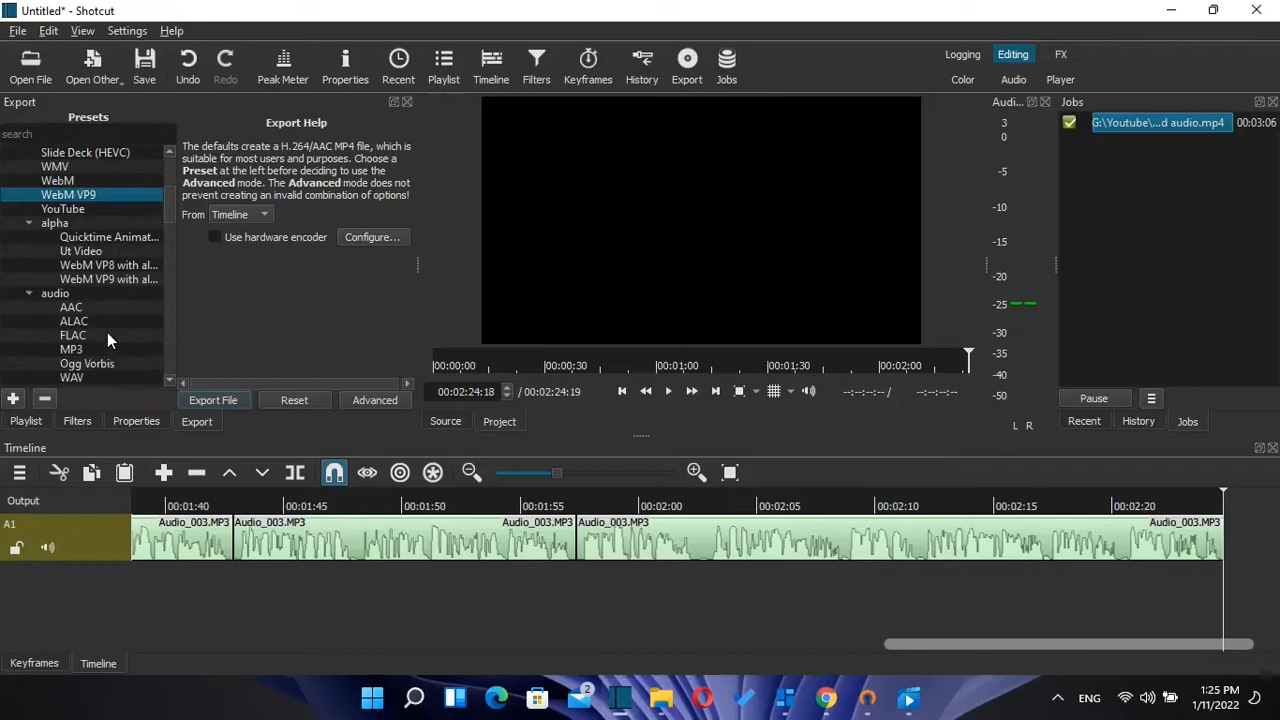 Untitled* - Shotcut
File Edit View Settings Help
Open File Open Other.. Save Undo Redo Peak Meter Properties Recent Playlist Timeline Filters Keyframes History Export Jobs
Logging Editing FX
Color Audio Player
Export
Presets
search
Slide Deck (HEVC)
WMV
WebM
WebM VP9
YouTube
alpha
Quicktime Animat...
Ut Video
WebM VP8 with al...
WebM VP9 with al...
audio
AAC
ALAC
FLAC
MP3
Ogg Vorbis
WAV
Export Help
The defaults create a H.264/AAC MP4 file, which is
suitable for most users and purposes. Choose a
Preset at the left before deciding to use the
Advanced mode. The Advanced mode does not
prevent creating an invalid combination of options!
From Timeline
Use hardware encoder Configure...
Export File Reset Advanced
Playlist Filters Properties Export
00:00:00 00:00:30 00:01:00 00:01:30 00:02:00
00:02:24:18 / 00:02:24:19 --:--:--:-- / --:--:--:--
Source Project
Audi...
3
0
-5
-10
-15
-20
-25
-30
-35
-40
-50
L R
Jobs
G:\Youtube\...d audio.mp4 00:03:06
Pause
Recent History Jobs
Timeline
Output
00:01:40 00:01:45 00:01:50 00:01:55 00:02:00 00:02:05 00:02:10 00:02:15 00:02:20
A1
Audio_003.MP3 Audio_003.MP3 Audio_003.MP3 Audio_003.MP3 Audio_003.MP3
Keyframes Timeline
2
ENG
1:25 PM
1/11/2022